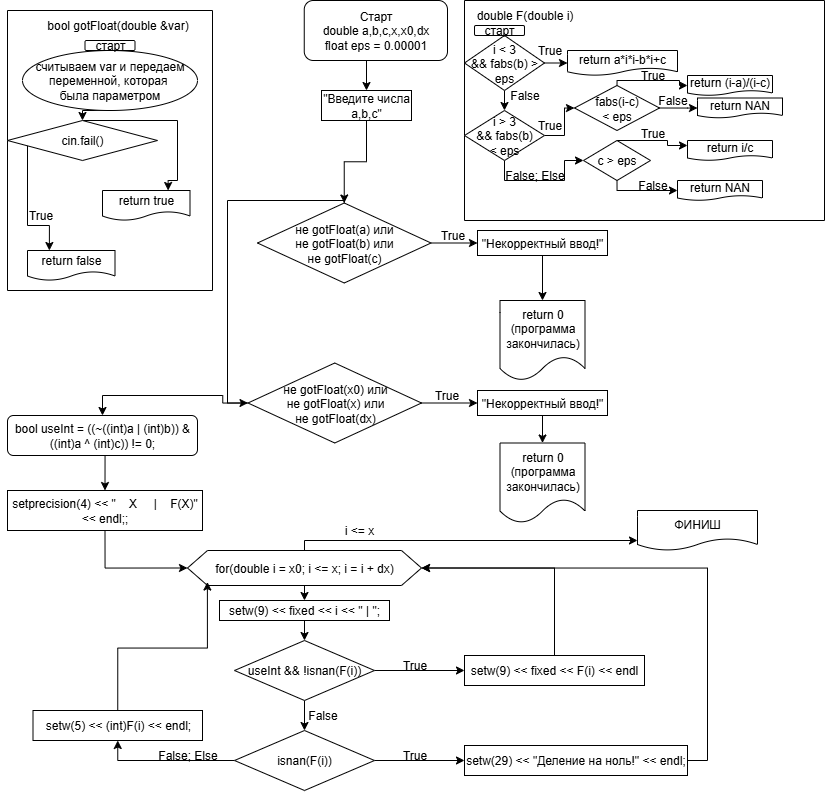 bool gotFloat(double &var)
старт
считываем var и передаем
переменной, которая
была параметром
cin.fail()
return true
True
return false
Старт
double a,b,c,x,x0,dx
float eps = 0.00001
"Введите числа
a,b,c"
double F(double i)
старт
i < 3
&& fabs(b) >
eps
True
return a*i*i-b*i+c
False
i > 3
&& fabs(b)
< eps
True
fabs(i-c)
< eps
True
return (i-a)/(i-c)
False
return NAN
False; Else
c > eps
True
return i/c
False
return NAN
не gotFloat(a) или
не gotFloat(b) или
не gotFloat(c)
True
"Некорректный ввод!"
return 0
(программа
закончилась)
не gotFloat(x0) или
не gotFloat(x) или
не gotFloat(dx)
True
"Некорректный ввод!"
return 0
(программа
закончилась)
bool useInt = ((~((int)a | (int)b)) &
((int)a ^ (int)c)) != 0;
setprecision(4) << "    X     |    F(X)"
<< endl;;
i <= x
ФИНИШ
for(double i = x0; i <= x; i = i + dx)
setw(9) << fixed << i << " | ";
useInt && !isnan(F(i))
True
setw(9) << fixed << F(i) << endl
False
setw(5) << (int)F(i) << endl;
False; Else
isnan(F(i))
True
setw(29) << "Деление на ноль!" << endl;